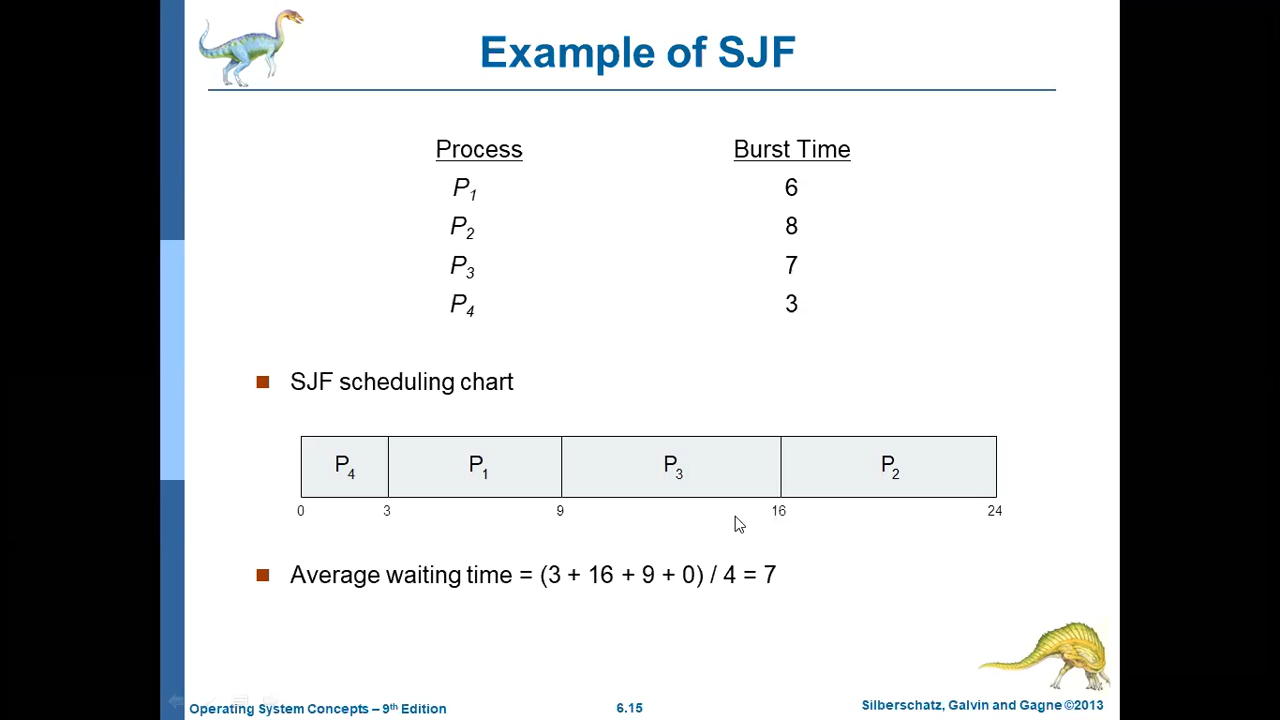 Example of SJF
Process Burst Time
P1 6
P2 8
P3 7
P4 3
SJF scheduling chart
P4 P1 P3 P2
0 3 9 16 24
Average waiting time = (3 + 16 + 9 + 0) / 4 = 7
Operating System Concepts – 9th Edition 6.15 Silberschatz, Galvin and Gagne ©2013